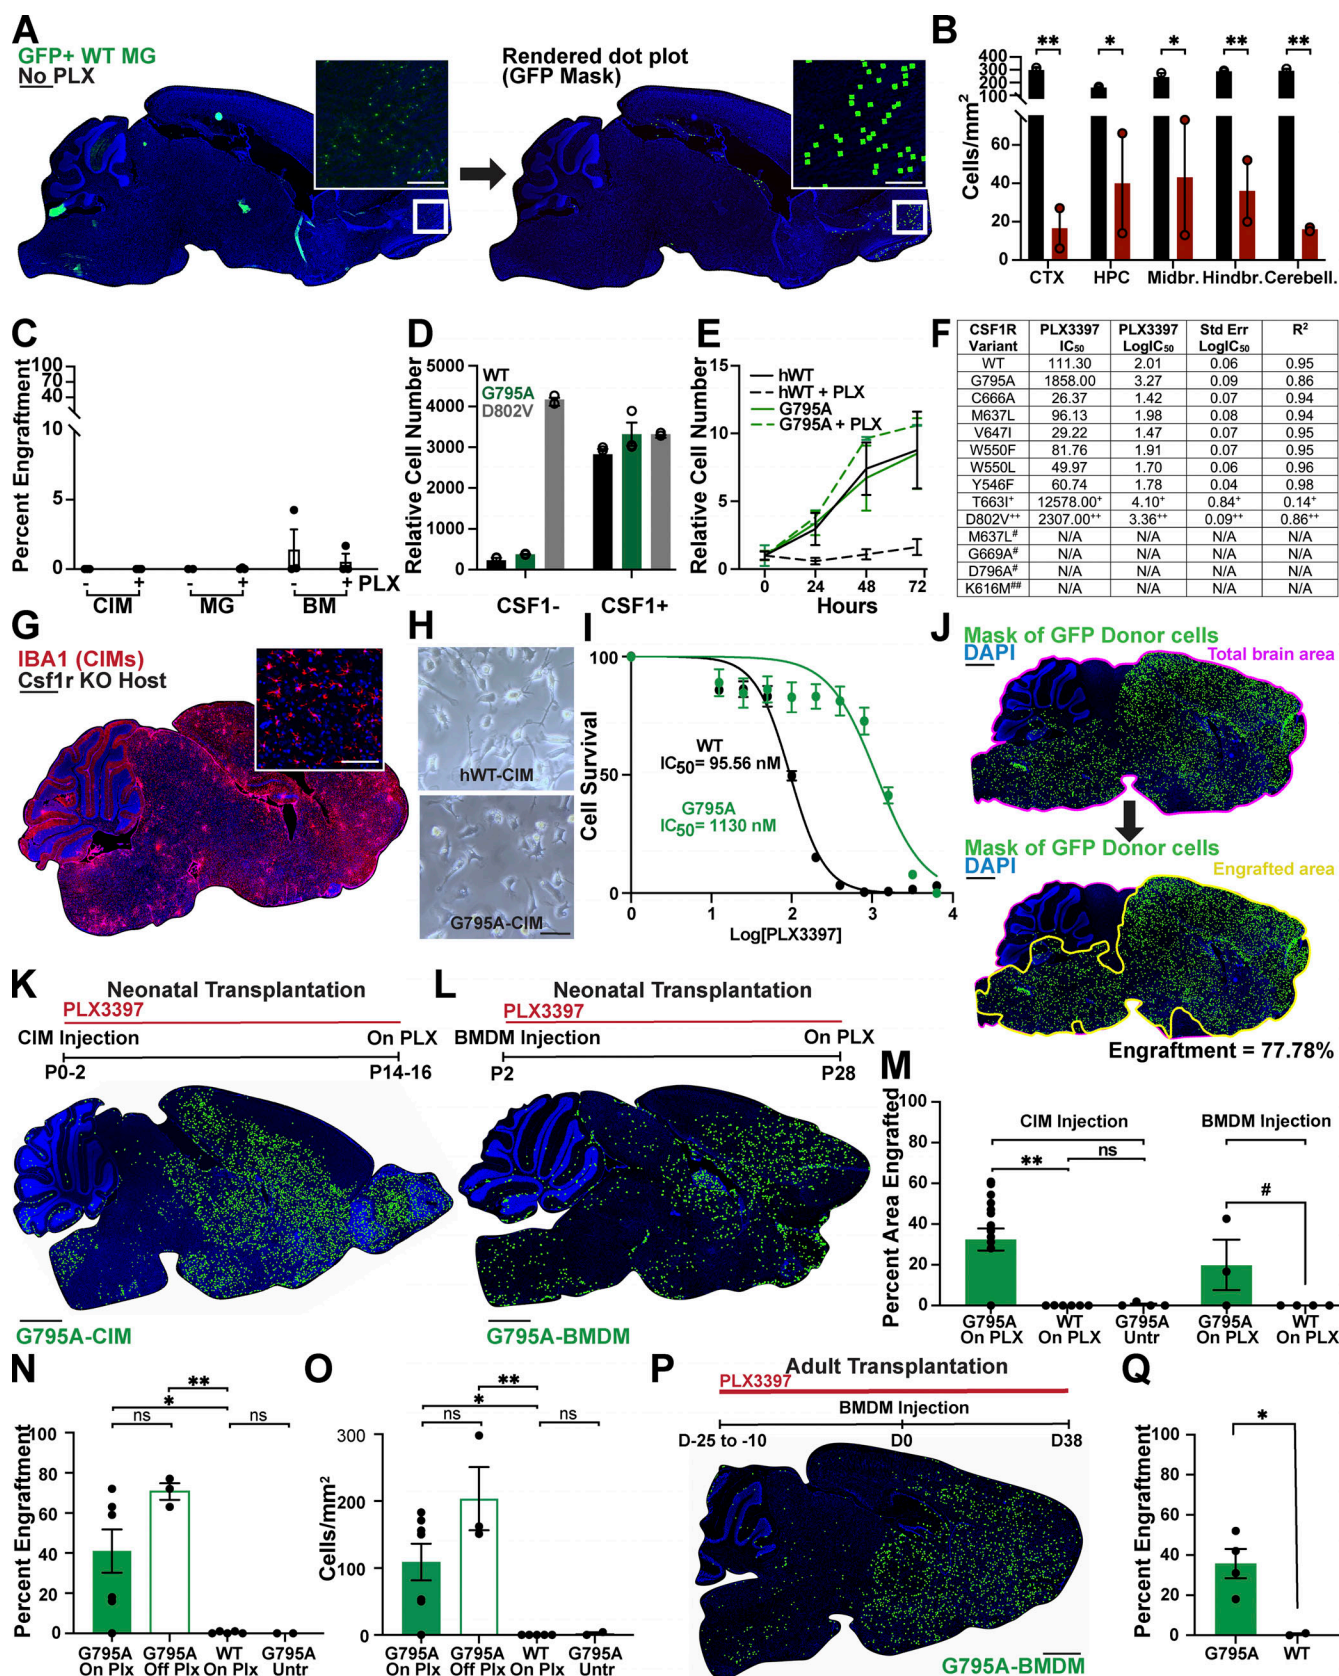 A
GFP+ WT MG
No PLX
Rendered dot plot
(GFP Mask)
B
** * * ** **
Cells/mm²
400
300
200
100
60
40
20
0
CTX HPC Midbr. Hindbr. Cerebell.
C
Percent Engraftment
100
70
40
10
5
0
- + - + - + PLX
CIM MG BM
D
Relative Cell Number
5000
4000
3000
2000
1000
0
WT
G795A
D802V
CSF1- CSF1+
E
Relative Cell Number
15
10
5
0
hWT
hWT + PLX
G795A
G795A + PLX
0 24 48 72
Hours
F
CSF1R Variant PLX3397 IC₅₀ PLX3397 LogIC₅₀ Std Err LogIC₅₀ R²
WT 111.30 2.01 0.06 0.95
G795A 1858.00 3.27 0.09 0.86
C666A 26.37 1.42 0.07 0.94
M637L 96.13 1.98 0.08 0.94
V647I 29.22 1.47 0.07 0.95
W550F 81.76 1.91 0.07 0.95
W550L 49.97 1.70 0.06 0.96
Y546F 60.74 1.78 0.04 0.98
T663I⁺ 12578.00⁺ 4.10⁺ 0.84⁺ 0.14⁺
D802V⁺⁺ 2307.00⁺⁺ 3.36⁺⁺ 0.09⁺⁺ 0.86⁺⁺
M637L# N/A N/A N/A N/A
G669A# N/A N/A N/A N/A
D796A# N/A N/A N/A N/A
K616M## N/A N/A N/A N/A
G
IBA1 (CIMs)
Csf1r KO Host
H
hWT-CIM
G795A-CIM
I
Cell Survival
100
50
0
WT
IC₅₀= 95.56 nM
G795A
IC₅₀= 1130 nM
0 1 2 3 4
Log[PLX3397]
J
Mask of GFP Donor cells
DAPI
Total brain area
Mask of GFP Donor cells
DAPI
Engrafted area
Engraftment = 77.78%
K
Neonatal Transplantation
PLX3397
CIM Injection On PLX
P0-2 P14-16
G795A-CIM
L
Neonatal Transplantation
PLX3397
BMDM Injection On PLX
P2 P28
G795A-BMDM
M
Percent Area Engrafted
100
80
60
40
20
0
CIM Injection BMDM Injection
** ns #
G795A On PLX
WT On PLX
G795A Untr
G795A On PLX
WT On PLX
N
Percent Engraftment
100
80
60
40
20
0
**
*
ns ns
G795A On Plx
G795A Off Plx
WT On Plx
G795A Untr
O
Cells/mm²
300
200
100
0
**
*
ns ns
G795A On Plx
G795A Off Plx
WT On Plx
G795A Untr
P
Adult Transplantation
PLX3397
BMDM Injection
D-25 to -10 D0 D38
G795A-BMDM
Q
Percent Engraftment
100
80
60
40
20
0
*
G795A WT